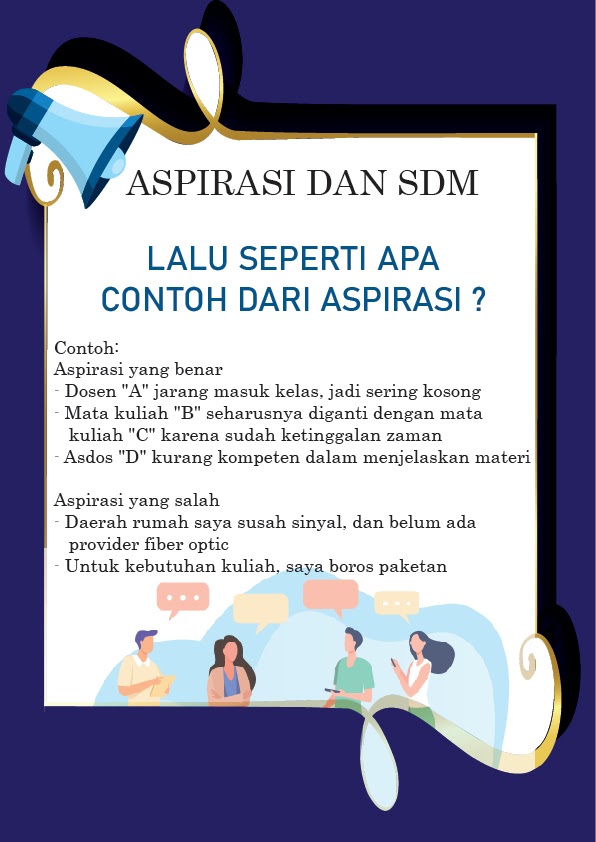 ASPIRASI DAN SDM
LALU SEPERTI APA
CONTOH DARI ASPIRASI ?
Contoh:
Aspirasi yang benar
- Dosen "A" jarang masuk kelas, jadi sering kosong
- Mata kuliah "B" seharusnya diganti dengan mata
kuliah "C" karena sudah ketinggalan zaman
- Asdos "D" kurang kompeten dalam menjelaskan materi
Aspirasi yang salah
- Daerah rumah saya susah sinyal, dan belum ada
provider fiber optic
- Untuk kebutuhan kuliah, saya boros paketan